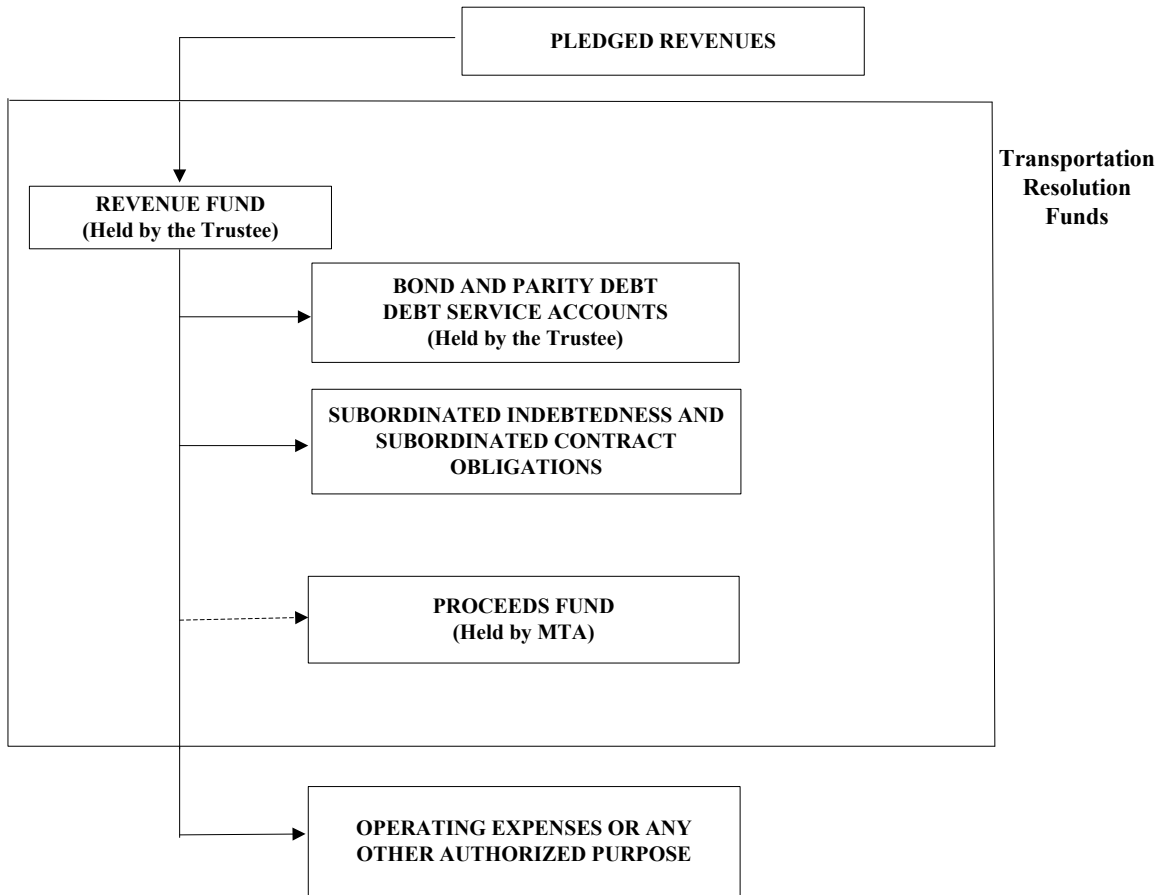 PLEDGED REVENUES
Transportation
Resolution
Funds
REVENUE FUND
(Held by the Trustee)
BOND AND PARITY DEBT
DEBT SERVICE ACCOUNTS
(Held by the Trustee)
SUBORDINATED INDEBTEDNESS AND
SUBORDINATED CONTRACT
OBLIGATIONS
PROCEEDS FUND
(Held by MTA)
OPERATING EXPENSES OR ANY
OTHER AUTHORIZED PURPOSE